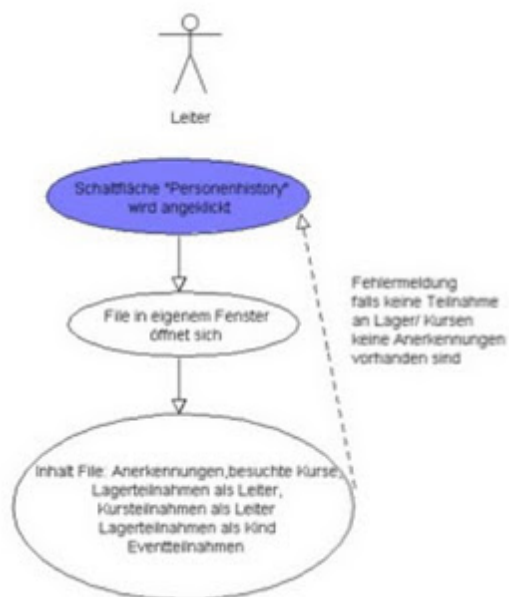 Leiter
Schaltfläche "Personenhistory"
wird angeklickt
File in eigenem Fenster
öffnet sich
Fehlermeldung
falls keine Teilnahme
an Lager/ Kursen
keine Anerkennungen
vorhanden sind
Inhalt File: Anerkennungen,besuchte Kurse,
Lagerteilnahmen als Leiter,
Kursteilnahmen als Leiter
Lagerteilnahmen als Kind
Eventteilnahmen